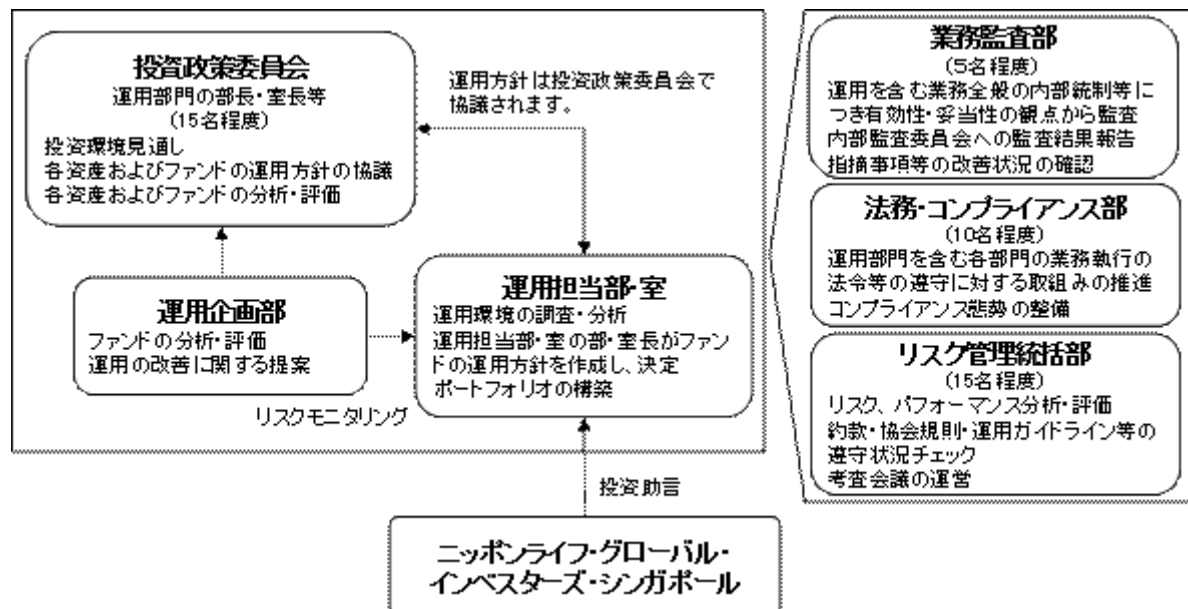 投資政策委員会
運用部門の部長・室長等
(15名程度)
投資環境見通し
各資産およびファンドの運用方針の協議
各資産およびファンドの分析・評価
運用方針は投資政策委員会で
協議されます。
運用企画部
ファンドの分析・評価
運用の改善に関する提案
運用担当部・室
運用環境の調査・分析
運用担当部・室の部・室長がファン
ドの運用方針を作成し、決定
ポートフォリオの構築
リスクモニタリング
投資助言
ニッポンライフ・グローバル・
インベスターズ・シンガポール
業務監査部
(5名程度)
運用を含む業務全般の内部統制等に
つき有効性・妥当性の観点から監査
内部監査委員会への監査結果報告
指摘事項等の改善状況の確認
法務・コンプライアンス部
(10名程度)
運用部門を含む各部門の業務執行の
法令等の遵守に対する取組みの推進
コンプライアンス態勢の整備
リスク管理統括部
(15名程度)
リスク、パフォーマンス分析・評価
約款・協会規則・運用ガイドライン等の
遵守状況チェック
考査会議の運営